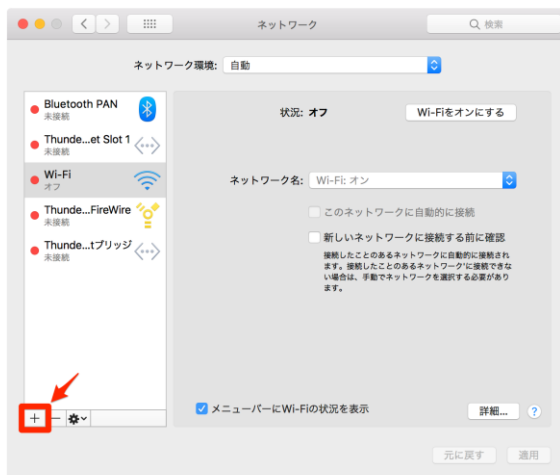 ネットワーク
検索
ネットワーク環境: 自動
Bluetooth PAN
未接続
Thunde...et Slot 1
未接続
Wi-Fi
オフ
Thunde...FireWire
未接続
Thunde...tブリッジ
未接続
状況: オフ
Wi-Fiをオンにする
ネットワーク名: Wi-Fi: オン
このネットワークに自動的に接続
新しいネットワークに接続する前に確認
接続したことのあるネットワークに自動的に接続され
ます。接続したことのあるネットワークに接続できな
い場合は、手動でネットワークを選択する必要があり
ます。
メニューバーにWi-Fiの状況を表示
詳細... ?
元に戻す 適用